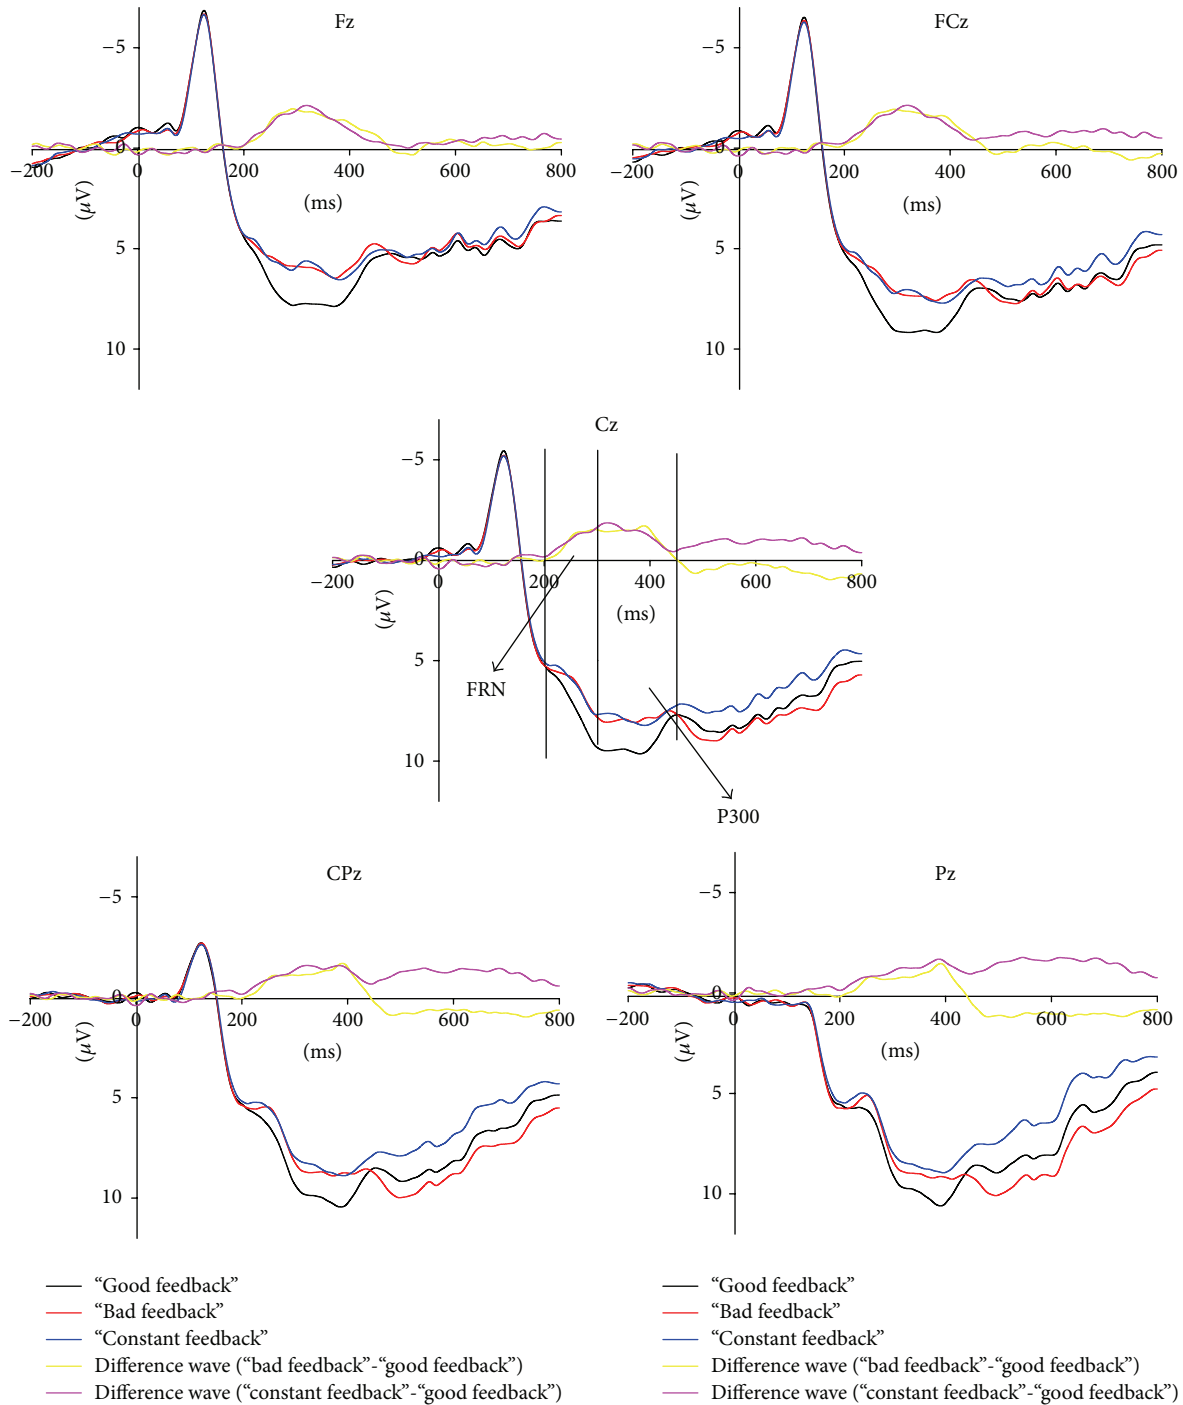 Fz
−5
0
−200
0
200
400
600
800
(μV)
(ms)
5
10
FCz
−5
0
−200
0
200
400
600
800
(μV)
(ms)
5
10
Cz
−5
0
−200
0
200
400
600
800
(μV)
(ms)
5
FRN
10
P300
CPz
−5
0
−200
0
200
400
600
800
(μV)
(ms)
5
10
Pz
−5
0
−200
0
200
400
600
800
(μV)
(ms)
5
10
“Good feedback”
“Bad feedback”
“Constant feedback”
Difference wave (“bad feedback”-“good feedback”)
Difference wave (“constant feedback”-“good feedback”)
“Good feedback”
“Bad feedback”
“Constant feedback”
Difference wave (“bad feedback”-“good feedback”)
Difference wave (“constant feedback”-“good feedback”)